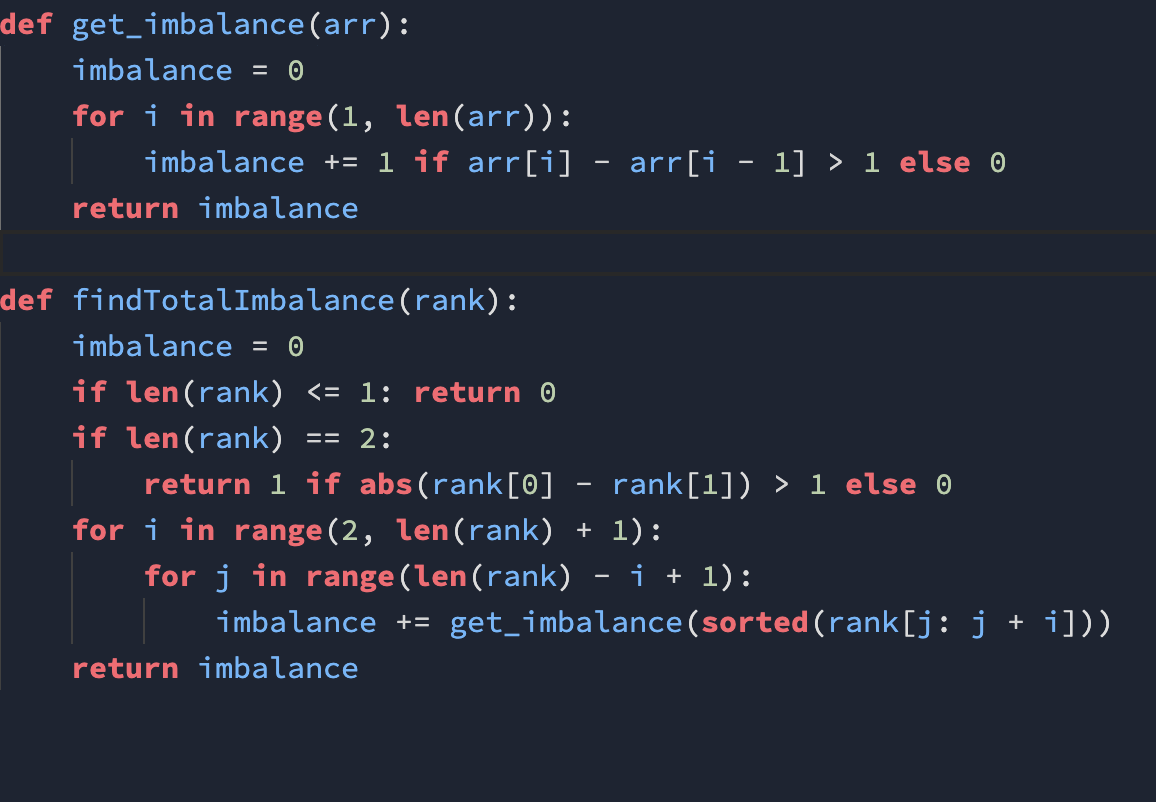 def get_imbalance(arr):
    imbalance = 0
    for i in range(1, len(arr)):
        imbalance += 1 if arr[i] - arr[i - 1] > 1 else 0
    return imbalance

def findTotalImbalance(rank):
    imbalance = 0
    if len(rank) <= 1: return 0
    if len(rank) == 2:
        return 1 if abs(rank[0] - rank[1]) > 1 else 0
    for i in range(2, len(rank) + 1):
        for j in range(len(rank) - i + 1):
            imbalance += get_imbalance(sorted(rank[j: j + i]))
    return imbalance